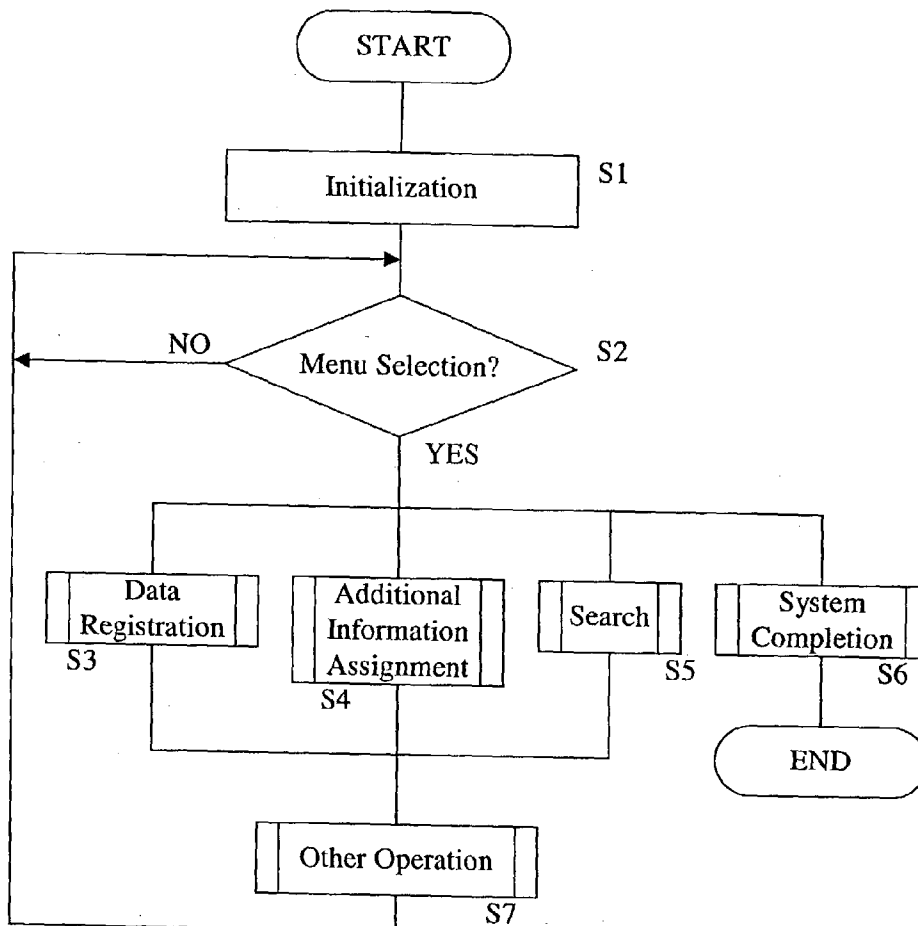 START
Initialization
S1
Menu Selection?
S2
NO
YES
Data
Registration
S3
Additional
Information
Assignment
S4
Search
S5
System
Completion
S6
END
Other Operation
S7